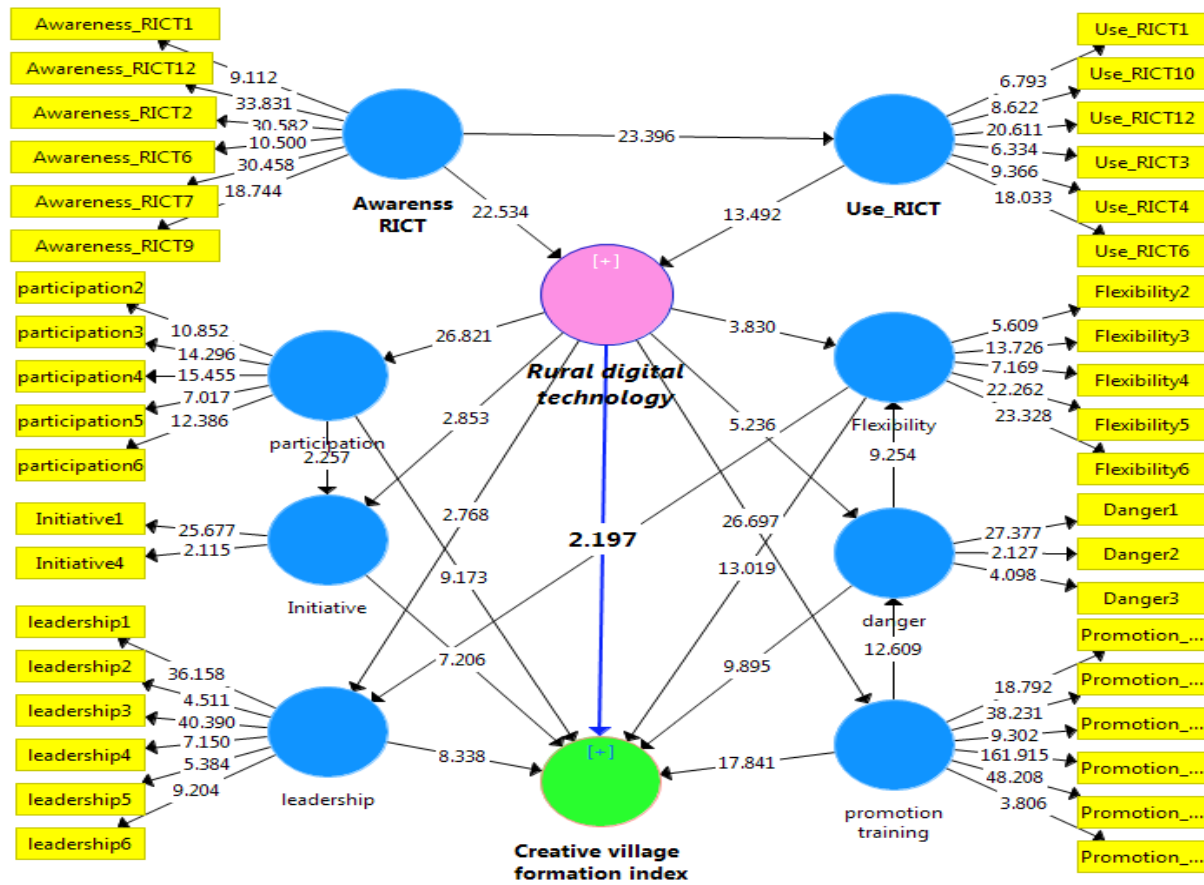 Awareness_RICT1
Awareness_RICT12
Awareness_RICT2
Awareness_RICT6
Awareness_RICT7
Awareness_RICT9
9.112
33.831
30.582
10.500
30.458
18.744
Awarenss
RICT
23.396
22.534
Use_RICT
13.492
6.793
8.622
20.611
6.334
9.366
18.033
Use_RICT1
Use_RICT10
Use_RICT12
Use_RICT3
Use_RICT4
Use_RICT6
[+]
Rural digital
technology
participation2
participation3
participation4
participation5
participation6
10.852
14.296
15.455
7.017
12.386
26.821
participation
2.257
2.853
3.830
Flexibility
5.609
13.726
7.169
22.262
23.328
Flexibility2
Flexibility3
Flexibility4
Flexibility5
Flexibility6
5.236
9.254
Initiative1
Initiative4
25.677
2.115
Initiative
2.768
2.197
26.697
13.019
9.173
7.206
danger
27.377
2.127
4.098
Danger1
Danger2
Danger3
9.895
12.609
leadership1
leadership2
leadership3
leadership4
leadership5
leadership6
36.158
4.511
40.390
7.150
5.384
9.204
leadership
8.338
[+]
17.841
Creative village
formation index
promotion
training
18.792
38.231
9.302
161.915
48.208
3.806
Promotion_...
Promotion_...
Promotion_...
Promotion_...
Promotion_...
Promotion_...